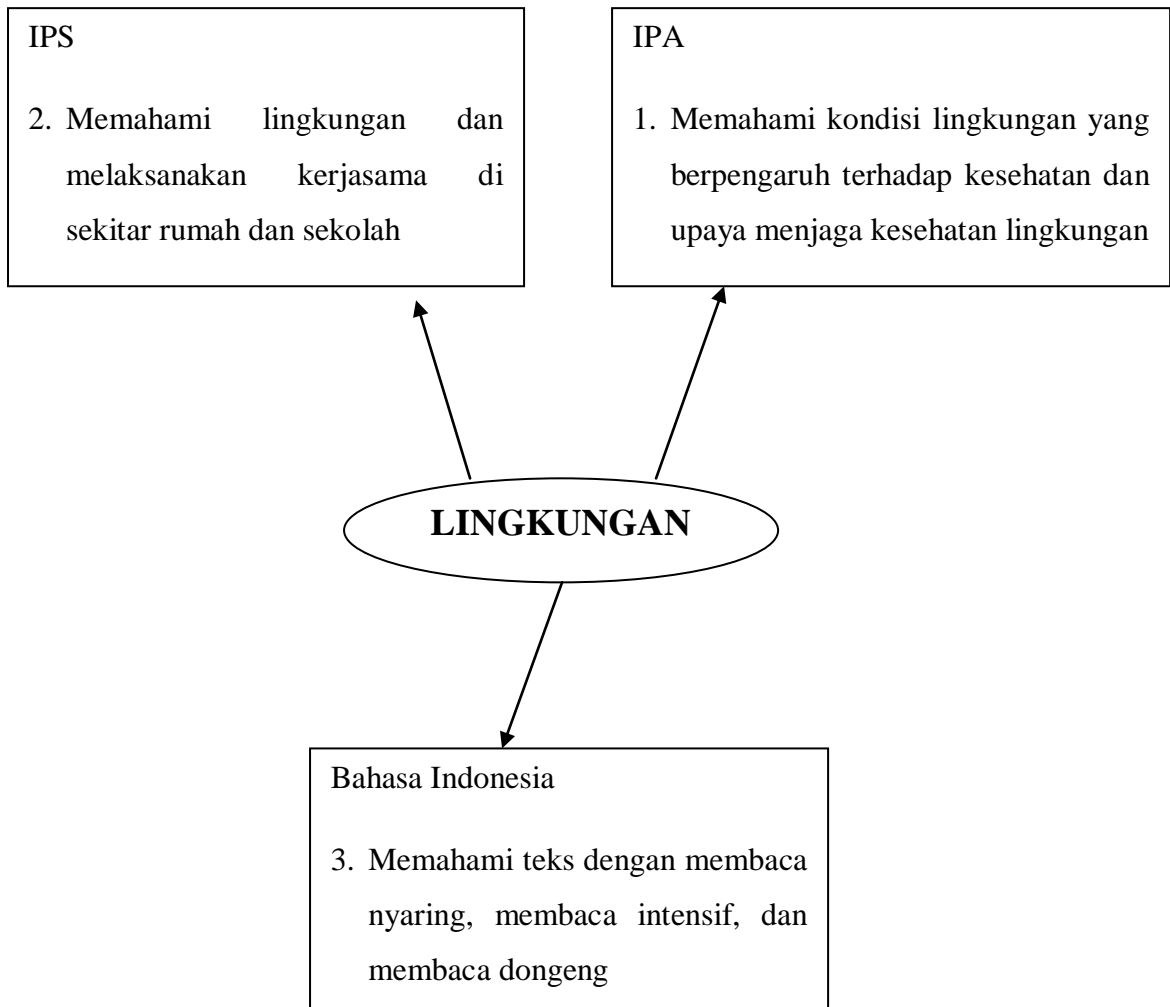 IPS
2. Memahami lingkungan dan
melaksanakan kerjasama di
sekitar rumah dan sekolah
IPA
1. Memahami kondisi lingkungan yang
berpengaruh terhadap kesehatan dan
upaya menjaga kesehatan lingkungan
LINGKUNGAN
Bahasa Indonesia
3. Memahami teks dengan membaca
nyaring, membaca intensif, dan
membaca dongeng